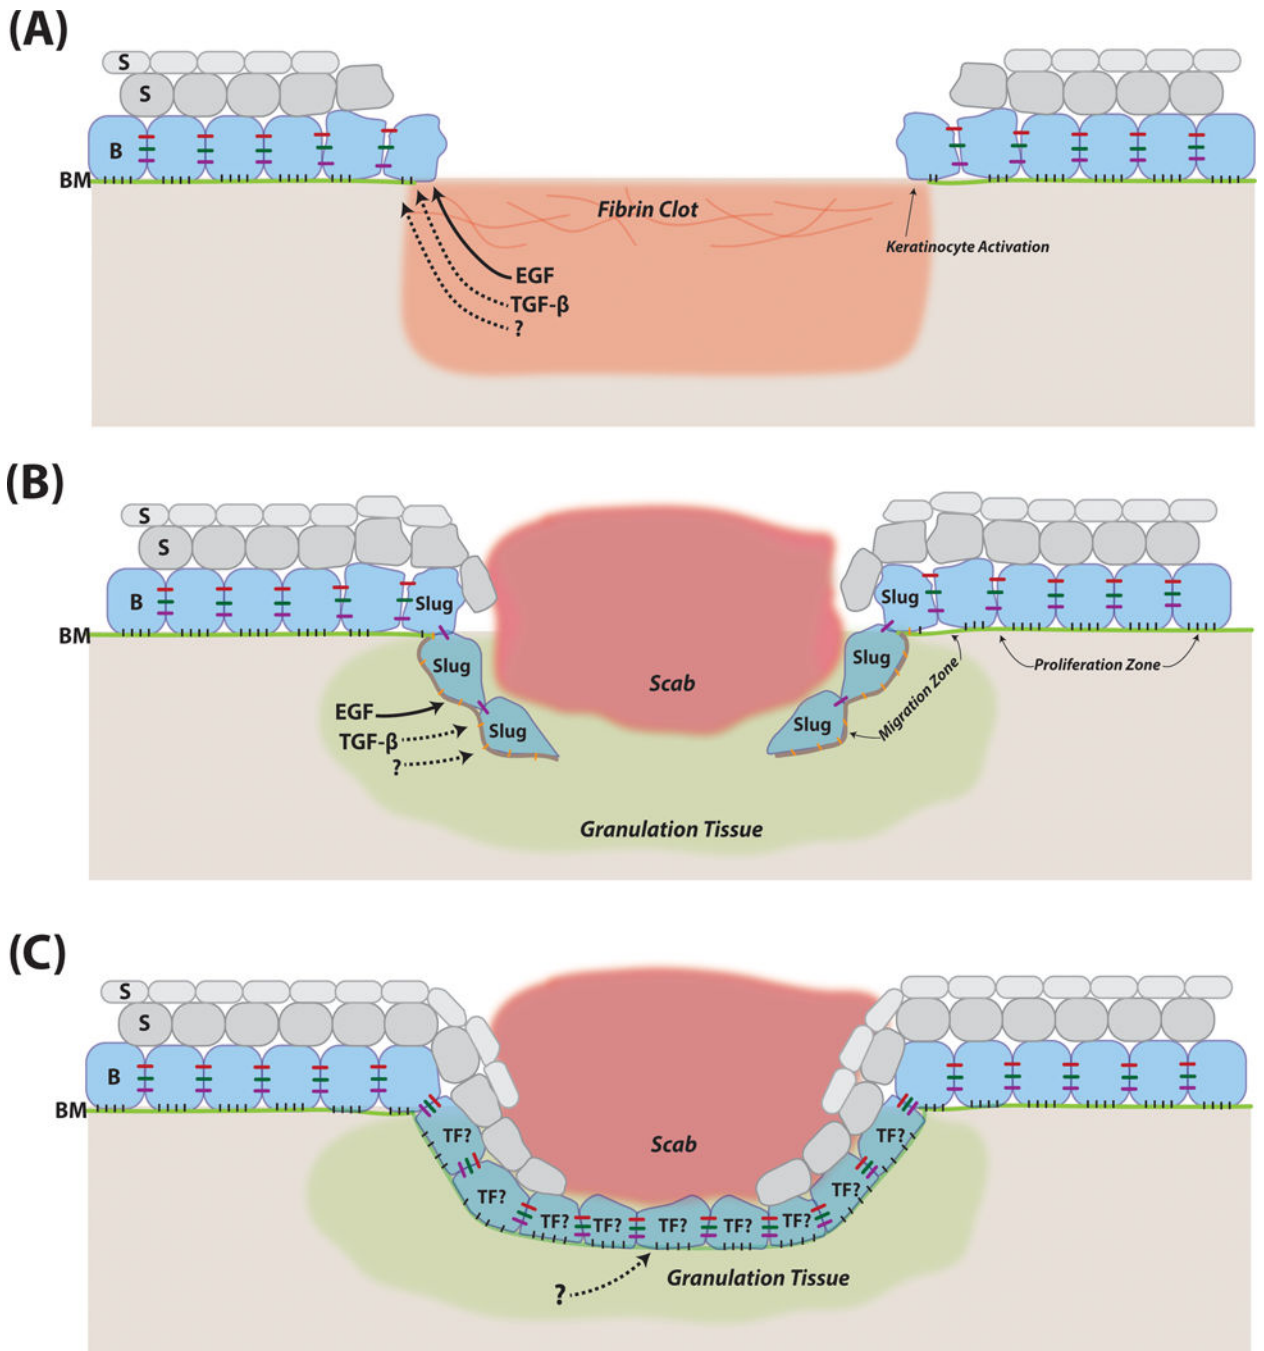 (A)
S
S
B
BM
Fibrin Clot
Keratinocyte Activation
EGF
TGF-β
?
(B)
S
S
B
Slug
Slug
BM
Slug
Slug
Scab
Migration Zone
Proliferation Zone
EGF
Slug
Slug
TGF-β
?
Granulation Tissue
(C)
S
S
B
BM
TF?
Scab
TF?
TF?
TF?
TF?
TF?
TF?
TF?
TF?
Granulation Tissue
?